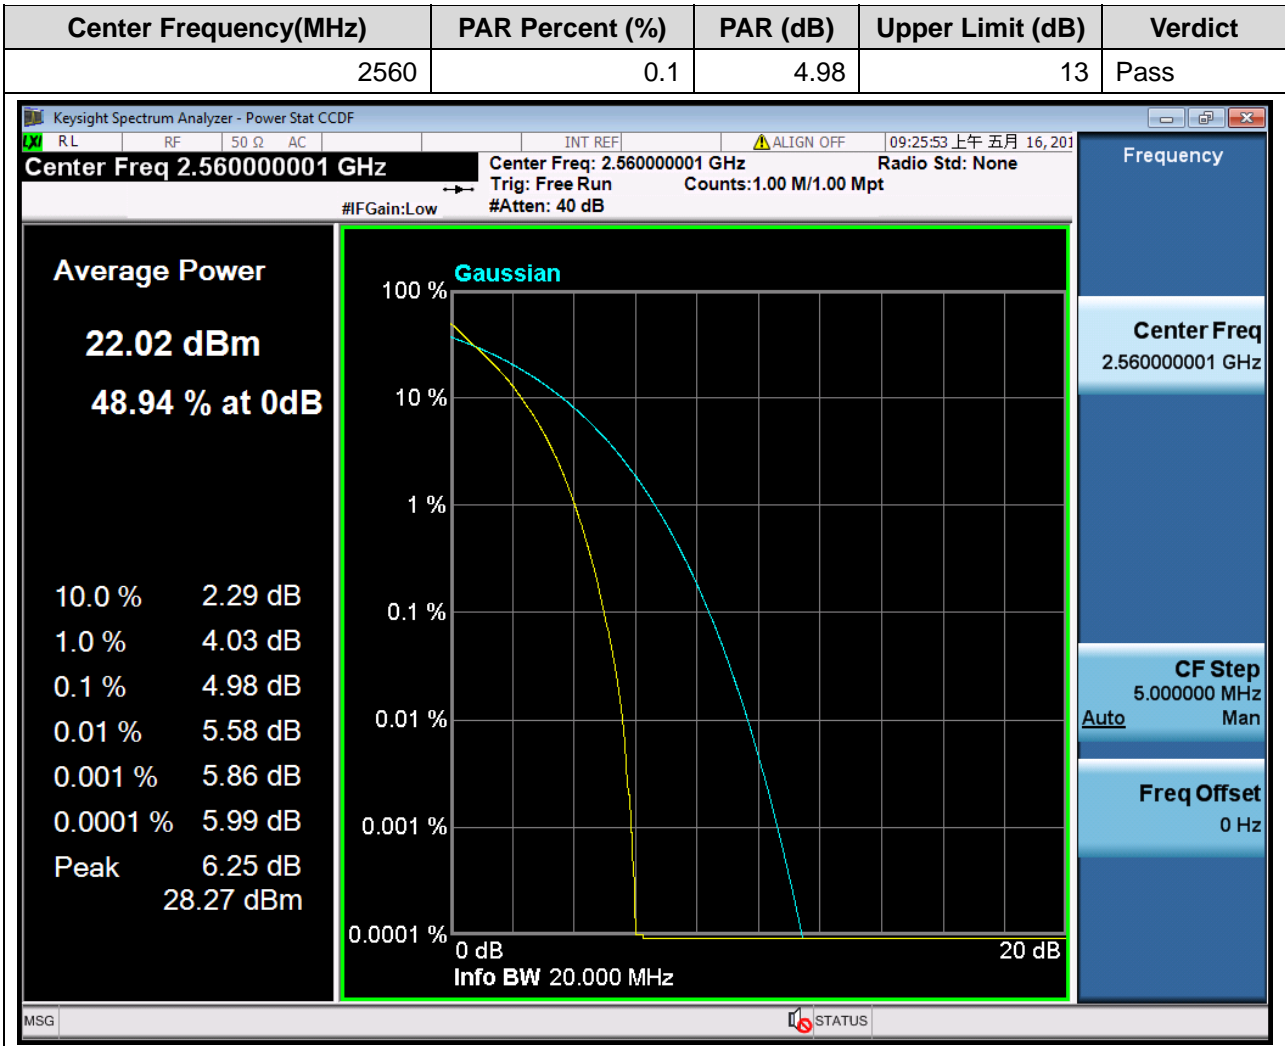 Center Frequency(MHz) PAR Percent (%) PAR (dB) Upper Limit (dB) Verdict
2560 0.1 4.98 13 Pass
Keysight Spectrum Analyzer - Power Stat CCDF
LXI RL RF 50 Ω AC INT REF ALIGN OFF 09:25:53 上午 五月 16, 201
Center Freq 2.560000001 GHz
#IFGain:Low
Center Freq: 2.560000001 GHz Radio Std: None
Trig: Free Run Counts:1.00 M/1.00 Mpt
#Atten: 40 dB
Average Power
22.02 dBm
48.94 % at 0dB
10.0 % 2.29 dB
1.0 % 4.03 dB
0.1 % 4.98 dB
0.01 % 5.58 dB
0.001 % 5.86 dB
0.0001 % 5.99 dB
Peak 6.25 dB
28.27 dBm
Gaussian
100 %
10 %
1 %
0.1 %
0.01 %
0.001 %
0.0001 %
0 dB 20 dB
Info BW 20.000 MHz
Frequency
Center Freq
2.560000001 GHz
CF Step
5.000000 MHz
Auto Man
Freq Offset
0 Hz
MSG STATUS